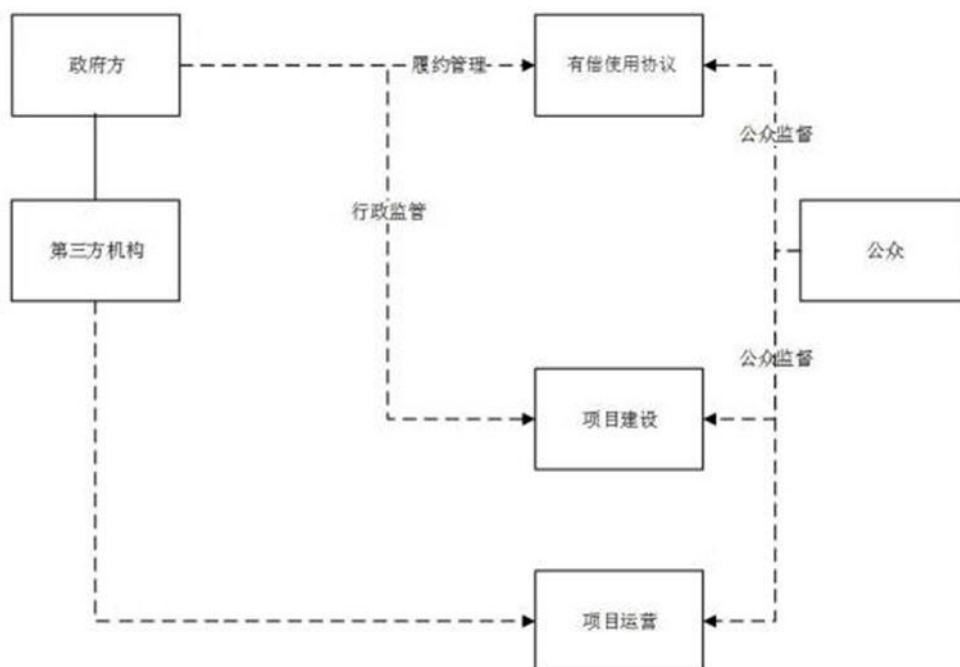 政府方
履约管理
有偿使用协议
公众监督
行政监管
第三方机构
公众
公众监督
项目建设
项目运营